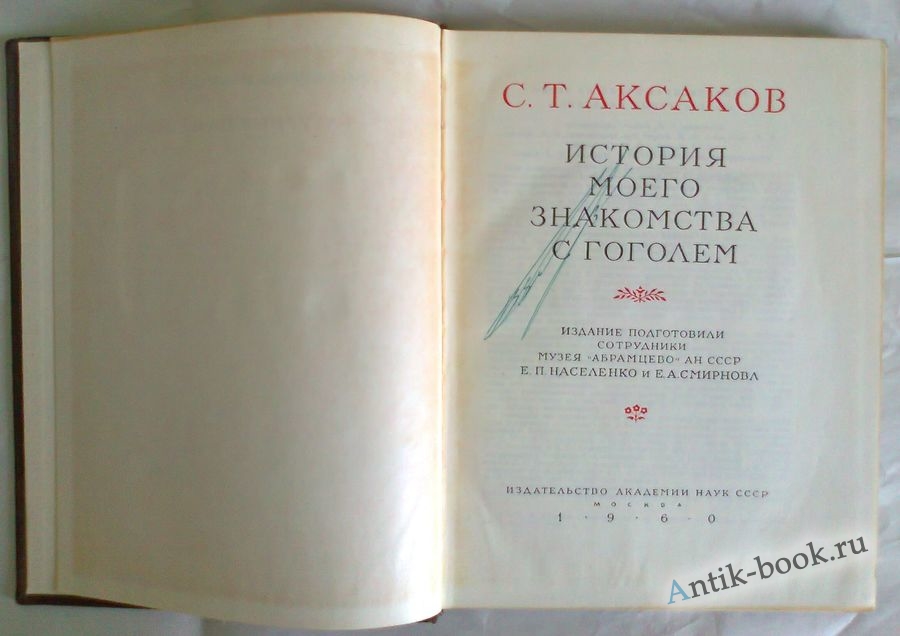 С. Т. АКСАКОВ
ИСТОРИЯ
МОЕГО
ЗНАКОМСТВА
С ГОГОЛЕМ
ИЗДАНИЕ ПОДГОТОВИЛИ
СОТРУДНИКИ
МУЗЕЯ „АБРАМЦЕВО“ АН СССР
Е. П. НАСЕЛЕНКО И Е. А. СМИРНОВА
ИЗДАТЕЛЬСТВО АКАДЕМИИ НАУК СССР
МОСКВА
1 · 9 · 6 · 0
Antik-book.ru